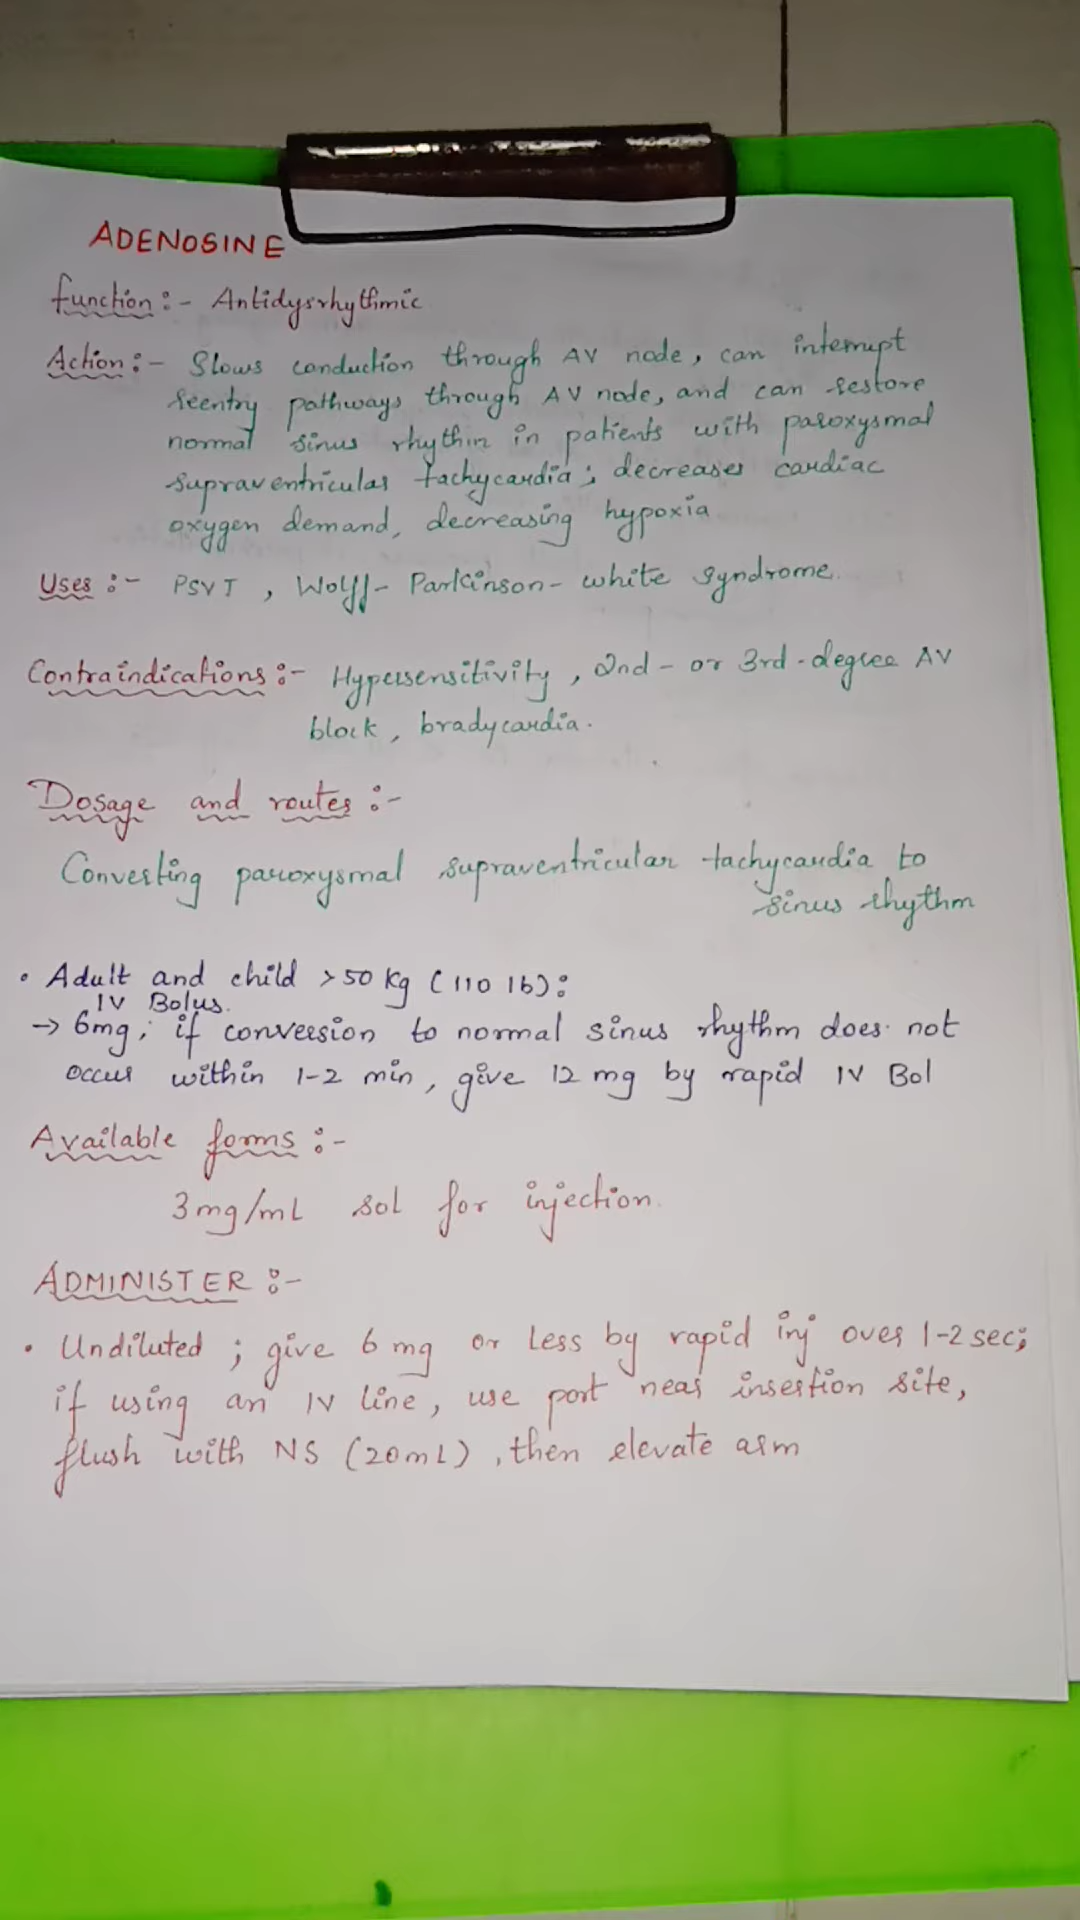 ADENOSINE
function :- Antidysrhythmic
Action :- Slows conduction through AV node, can interrupt
reentry pathways through AV node, and can restore
normal sinus rhythm in patients with paroxysmal
supraventricular tachycardia; decreases cardiac
oxygen demand, decreasing hypoxia
Uses :- PSVT, Wolff-Parkinson-white syndrome.
Contraindications :- Hypersensitivity, 2nd- or 3rd-degree AV
block, bradycardia.
Dosage and routes :-
Converting paroxysmal supraventricular tachycardia to
sinus rhythm
• Adult and child >50 kg (110 lb):
IV Bolus.
→ 6mg; if conversion to normal sinus rhythm does not
occur within 1-2 min, give 12 mg by rapid IV Bol
Available forms :-
3mg/mL sol for injection.
ADMINISTER :-
• Undiluted; give 6 mg or less by rapid inj over 1-2 sec;
if using an IV line, use port near insertion site,
flush with NS (20mL), then elevate arm